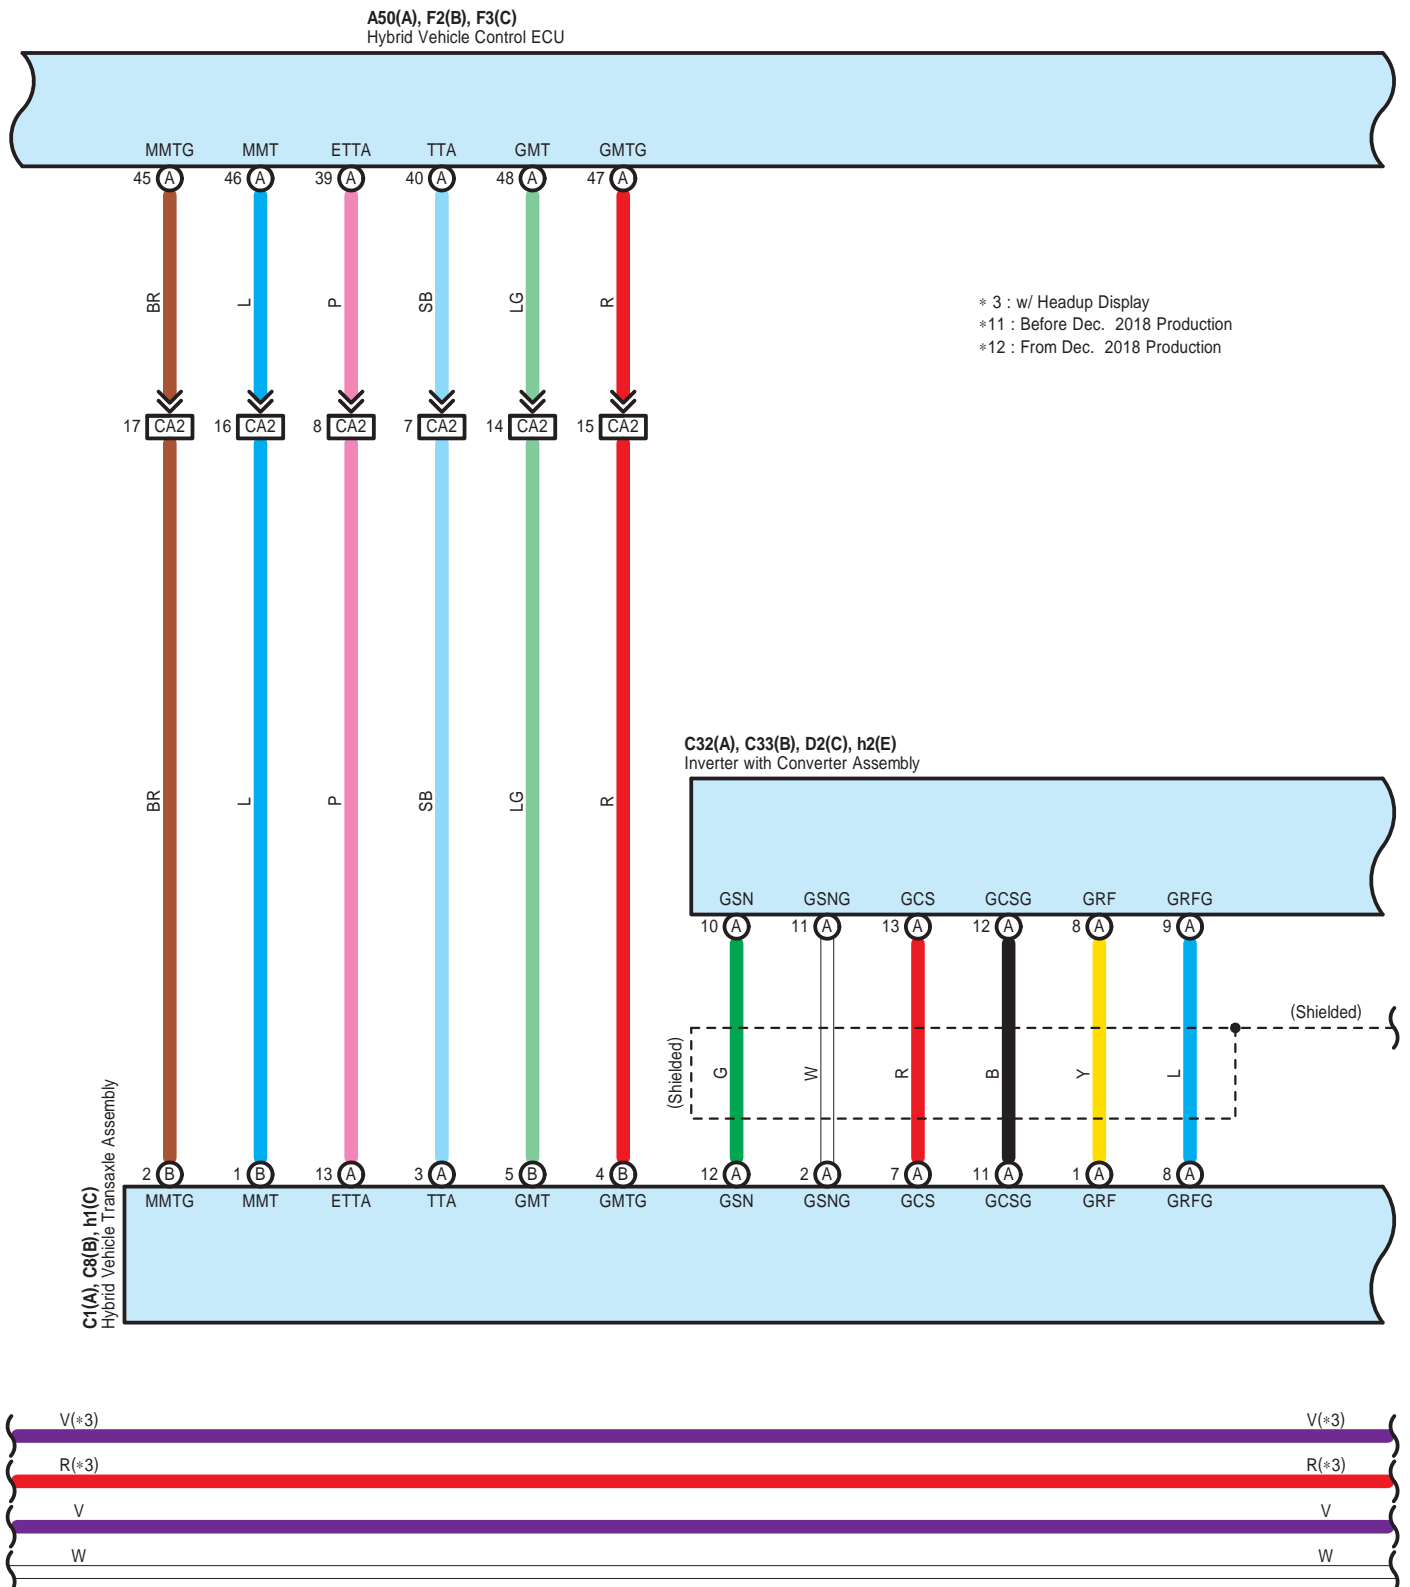 A50(A), F2(B), F3(C)
Hybrid Vehicle Control ECU
MMTG MMT ETTA TTA GMT GMTG
45 A 46 A 39 A 40 A 48 A 47 A
BR L P SB LG R
∗ 3 : w/ Headup Display
∗11 : Before Dec. 2018 Production
∗12 : From Dec. 2018 Production
17 CA2 16 CA2 8 CA2 7 CA2 14 CA2 15 CA2
C32(A), C33(B), D2(C), h2(E)
Inverter with Converter Assembly
BR L P SB LG R
GSN GSNG GCS GCSG GRF GRFG
10 A 11 A 13 A 12 A 8 A 9 A
(Shielded)
(Shielded)
G W R B Y L
C1(A), C8(B), h1(C)
Hybrid Vehicle Transaxle Assembly
2 B 1 B 13 A 3 A 5 B 4 B 12 A 2 A 7 A 11 A 1 A 8 A
MMTG MMT ETTA TTA GMT GMTG GSN GSNG GCS GCSG GRF GRFG
V(∗3) V(∗3)
R(∗3) R(∗3)
V V
W W